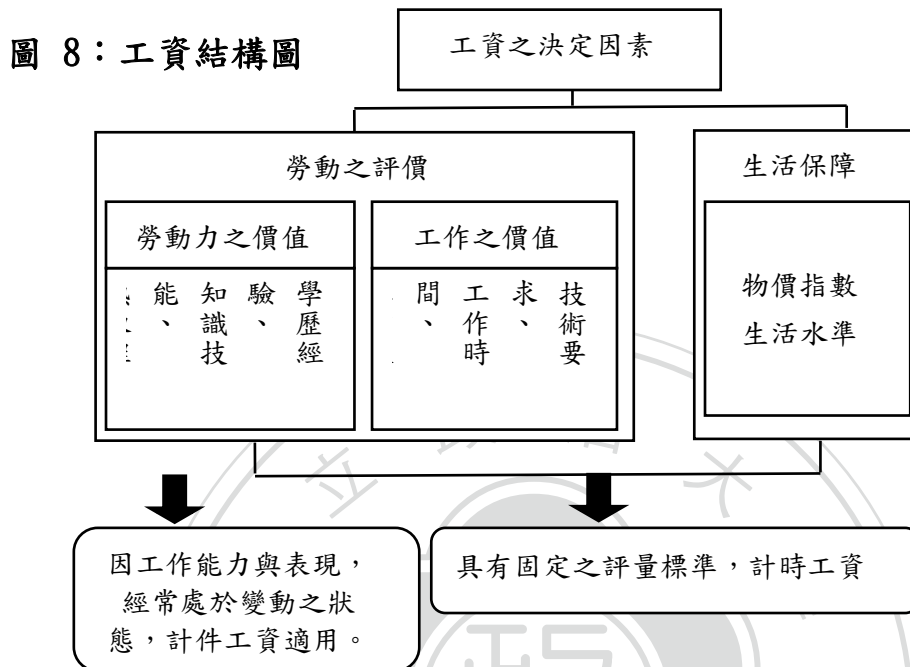 圖 8：工資結構圖
工資之決定因素
勞動之評價
生活保障
勞動力之價值
工作之價值
學歷經
驗、
知識技
能、
技術要
求、
工作時
間、
物價指數
生活水準
因工作能力與表現，
經常處於變動之狀
態，計件工資適用。
具有固定之評量標準，計時工資
立
大